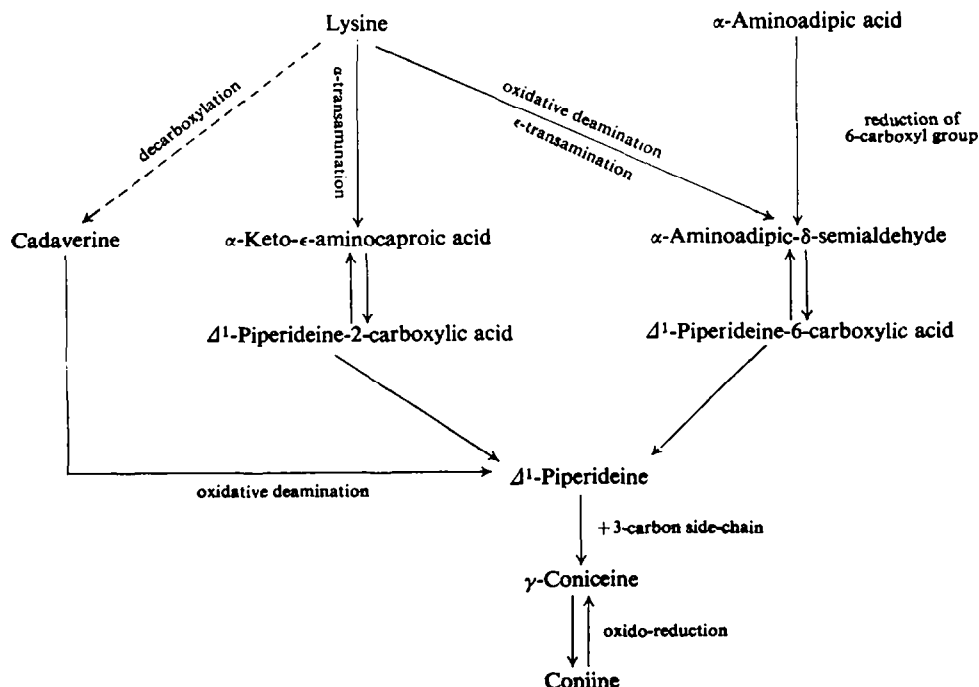 Lysine
α-Aminoadipic acid
decarboxylation
α-transamunation
oxidative deamination
ϵ-transamination
reduction of
6-carboxyl group
Cadaverine
α-Keto-ϵ-aminocaproic acid
α-Aminoadipic-δ-semialdehyde
Δ¹-Piperideine-2-carboxylic acid
Δ¹-Piperideine-6-carboxylic acid
oxidative deamination
Δ¹-Piperideine
+3-carbon side-chain
γ-Coniceine
oxido-reduction
Coniine